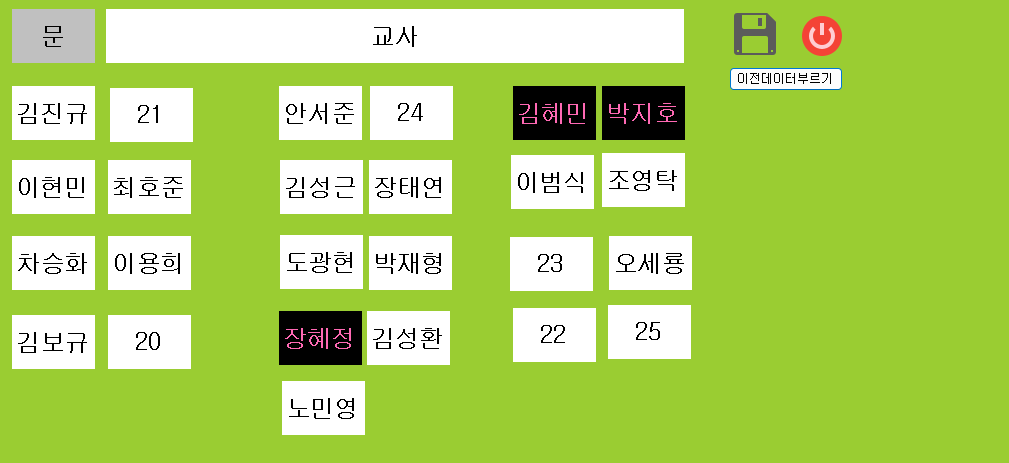 문 교사
이전데이터부르기
김진규 21 안서준 24 김혜민 박지호
이현민 최호준 김성근 장태연 이범식 조영탁
차승화 이용희 도광현 박재형 23 오세룡
김보규 20 장혜정 김성환 22 25
노민영